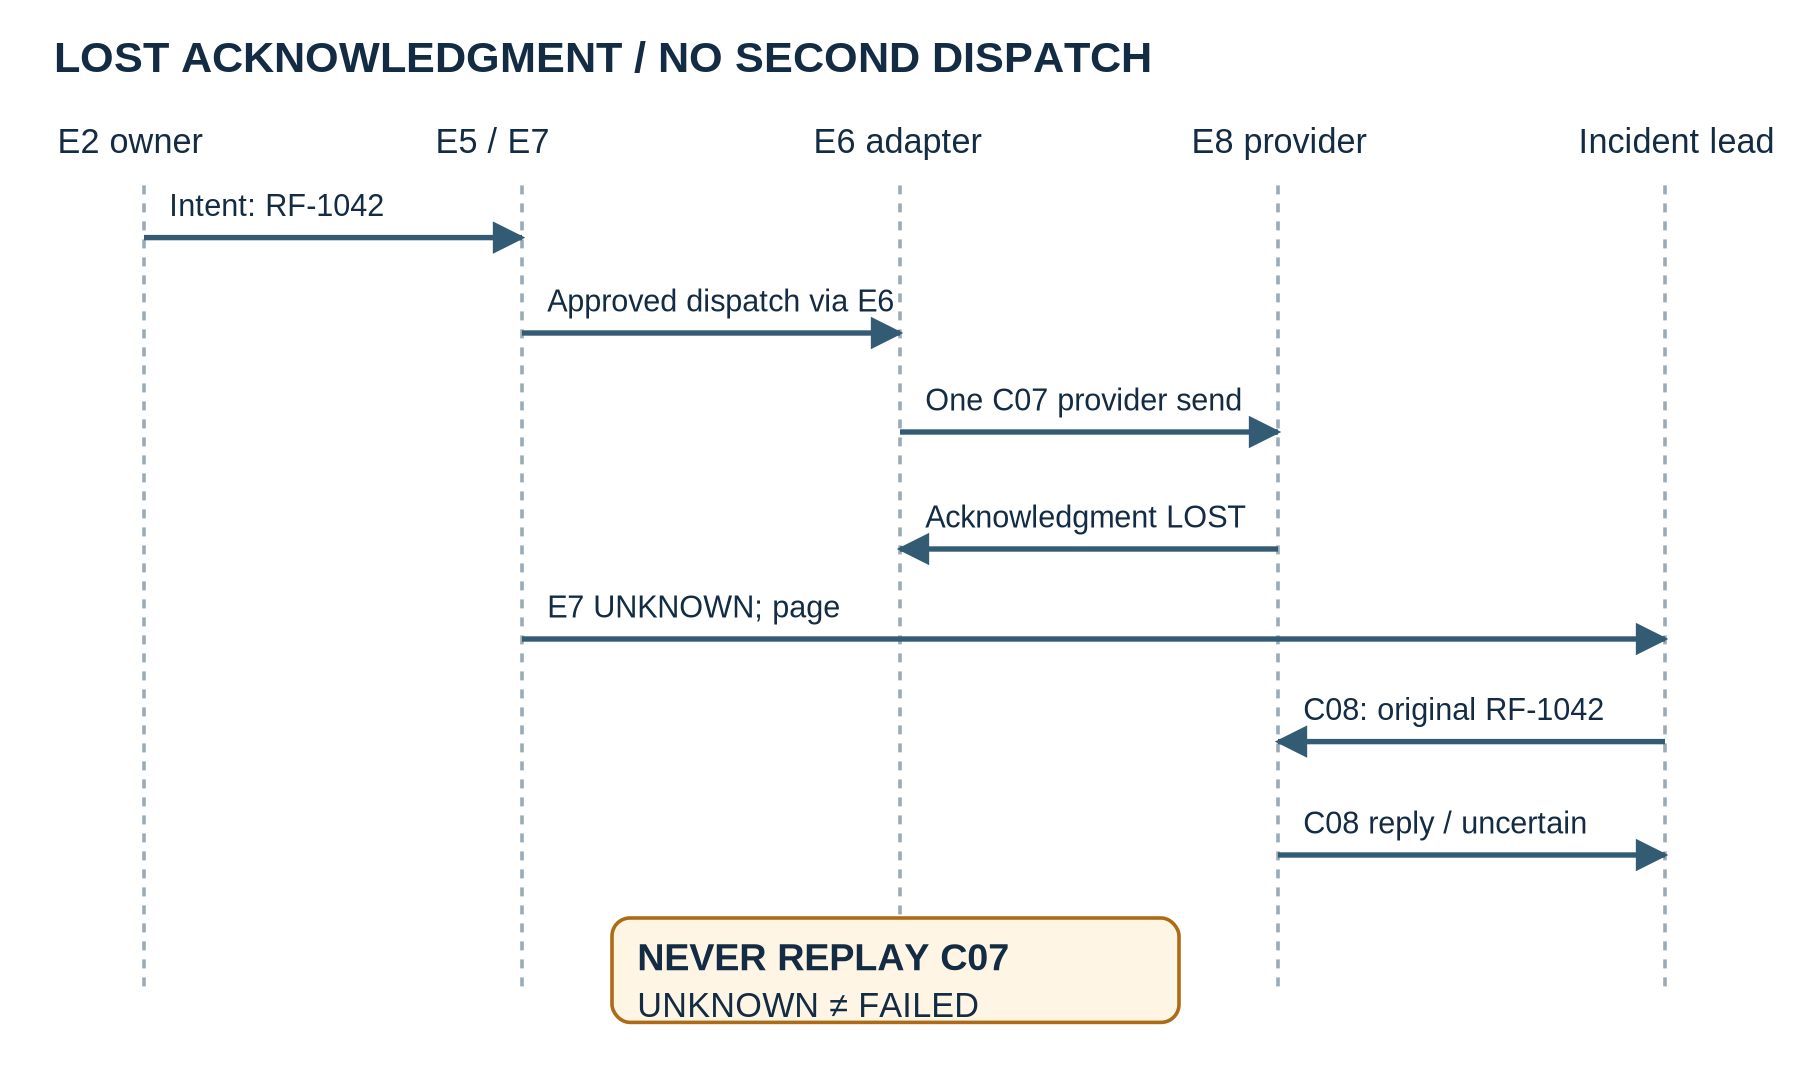 LOST ACKNOWLEDGMENT / NO SECOND DISPATCH
E2 owner
E5 / E7
E6 adapter
E8 provider
Incident lead
Intent: RF-1042
Approved dispatch via E6
One C07 provider send
Acknowledgment LOST
E7 UNKNOWN; page
C08: original RF-1042
C08 reply / uncertain
NEVER REPLAY C07
UNKNOWN ≠ FAILED